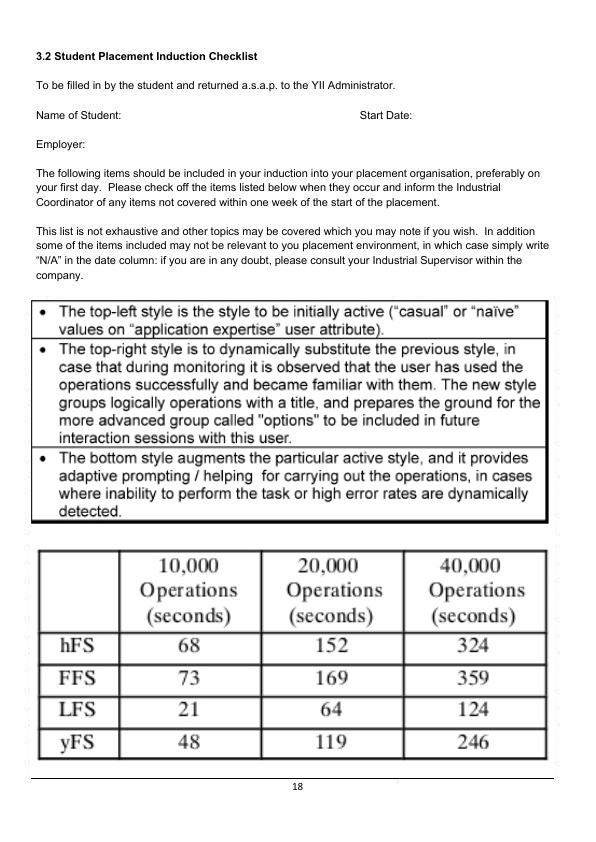 3.2 Student Placement Induction Checklist
To be filled in by the student and returned a.s.a.p. to the YII Administrator.
Name of Student: Start Date:
Employer:
The following items should be included in your induction into your placement organisation, preferably on
your first day.  Please check off the items listed below when they occur and inform the Industrial
Coordinator of any items not covered within one week of the start of the placement.
This list is not exhaustive and other topics may be covered which you may note if you wish.  In addition
some of the items included may not be relevant to you placement environment, in which case simply write
“N/A” in the date column: if you are in any doubt, please consult your Industrial Supervisor within the
company.
• The top-left style is the style to be initially active (“casual” or “naïve”
values on “application expertise” user attribute).
• The top-right style is to dynamically substitute the previous style, in
case that during monitoring it is observed that the user has used the
operations successfully and became familiar with them. The new style
groups logically operations with a title, and prepares the ground for the
more advanced group called "options" to be included in future
interaction sessions with this user.
• The bottom style augments the particular active style, and it provides
adaptive prompting / helping  for carrying out the operations, in cases
where inability to perform the task or high error rates are dynamically
detected.
10,000 20,000 40,000
Operations Operations Operations
(seconds) (seconds) (seconds)
hFS 68 152 324
FFS 73 169 359
LFS 21 64 124
yFS 48 119 246
18